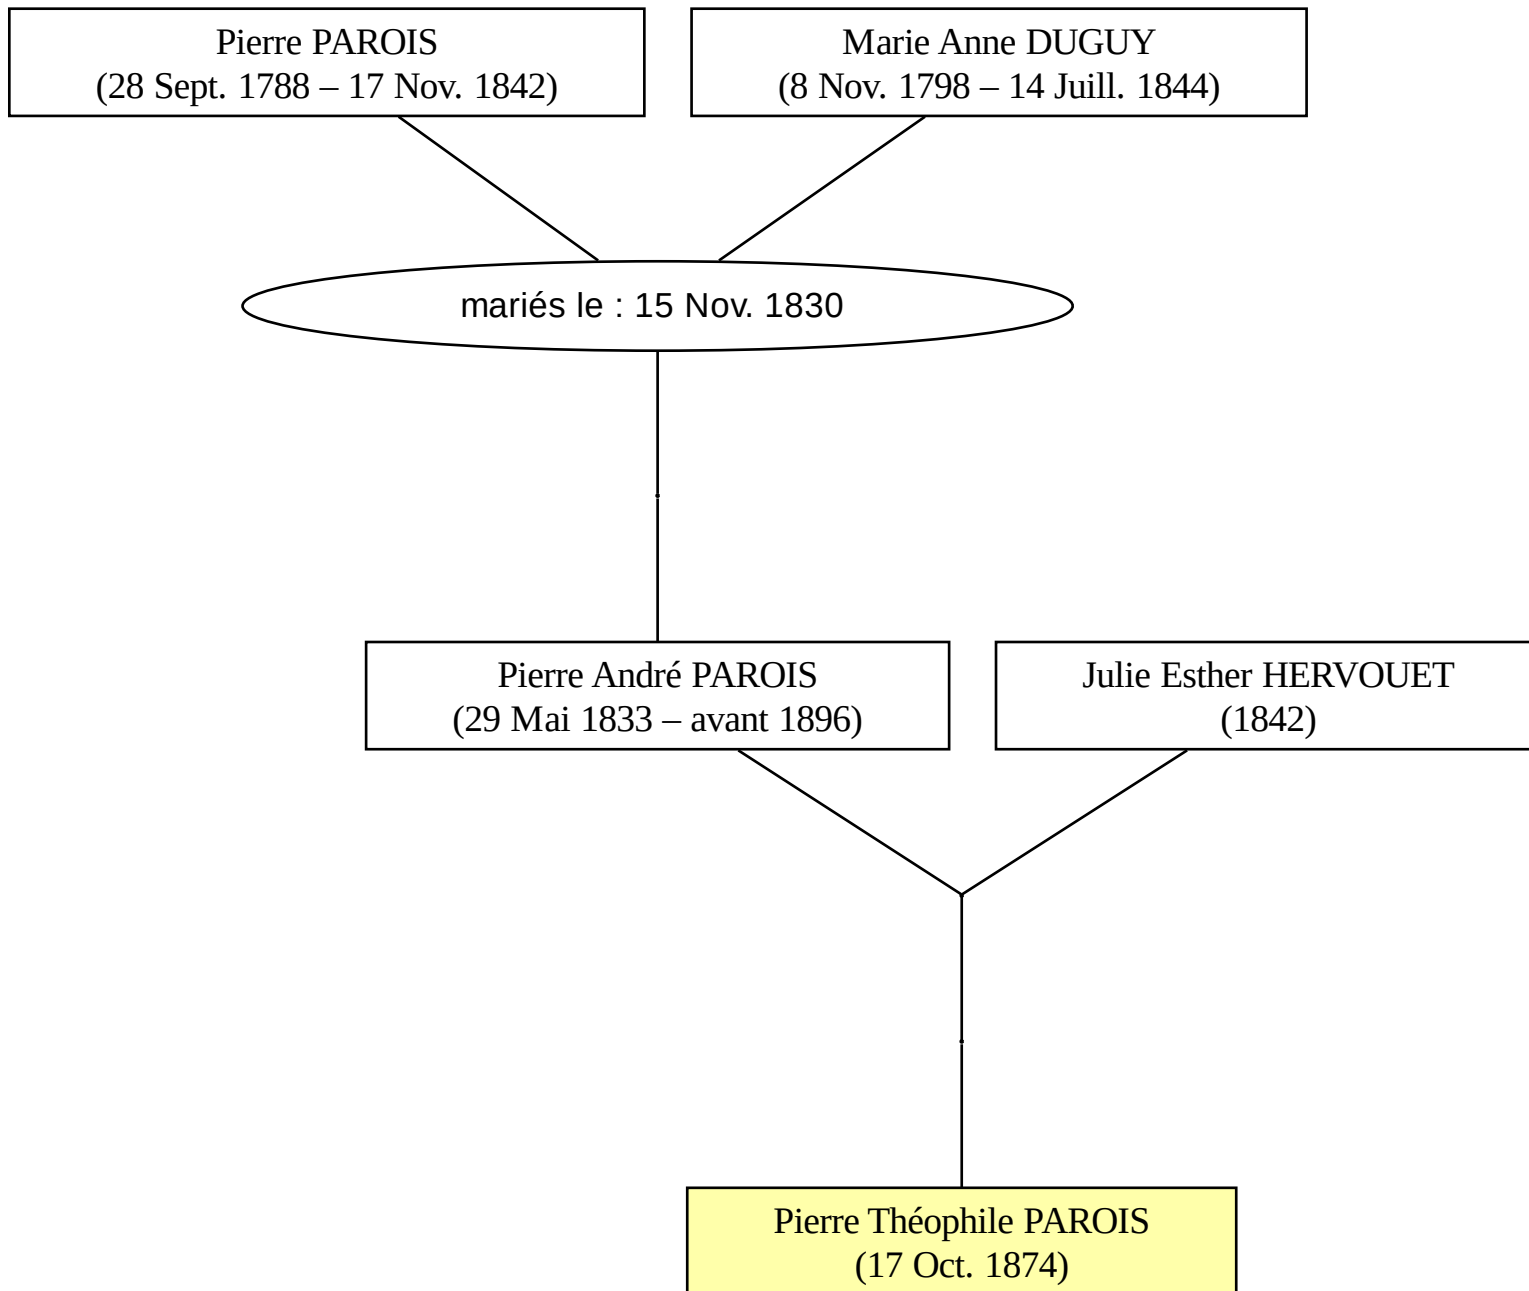 Pierre PAROIS
(28 Sept. 1788 – 17 Nov. 1842)
Marie Anne DUGUY
(8 Nov. 1798 – 14 Juill. 1844)
mariés le : 15 Nov. 1830
Pierre André PAROIS
(29 Mai 1833 – avant 1896)
Julie Esther HERVOUET
(1842)
Pierre Théophile PAROIS
(17 Oct. 1874)